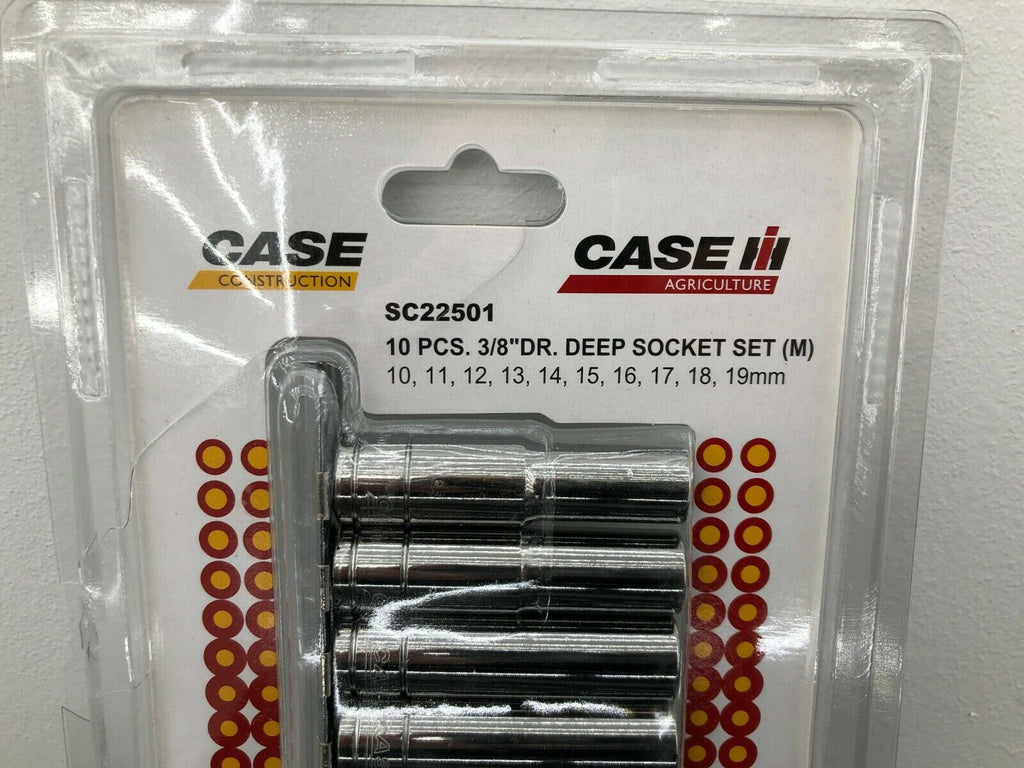 CASE
CONSTRUCTION
CASE IH
AGRICULTURE
SC22501
10 PCS. 3/8"DR. DEEP SOCKET SET (M)
10, 11, 12, 13, 14, 15, 16, 17, 18, 19mm